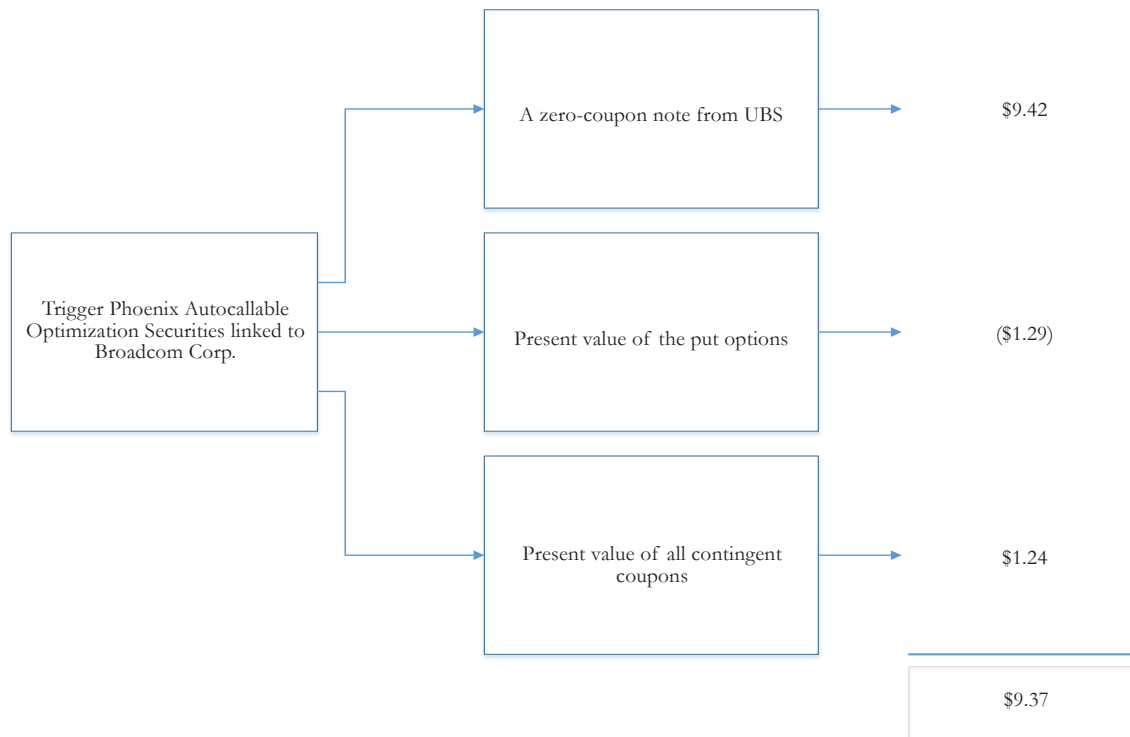 A zero-coupon note from UBS
$9.42
Trigger Phoenix Autocallable
Optimization Securities linked to
Broadcom Corp.
Present value of the put options
($1.29)
Present value of all contingent
coupons
$1.24
$9.37